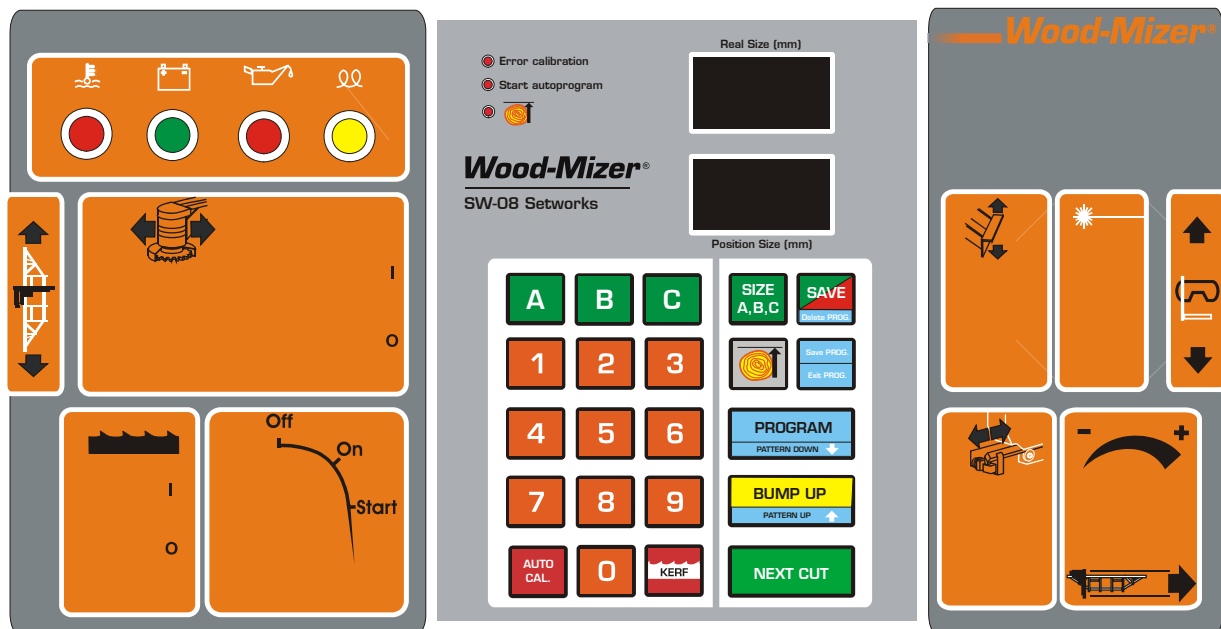 I
O
Off
On
Start
I
O
Real Size (mm)
Error calibration
Start autoprogram
Wood-Mizer®
SW-08 Setworks
Position Size (mm)
A B C
1 2 3
4 5 6
7 8 9
AUTO
CAL.
0
KERF
SIZE
A,B,C
SAVE
Delete PROG.
Save PROG.
Exit PROG.
PROGRAM
PATTERN DOWN
BUMP UP
PATTERN UP
NEXT CUT
Wood-Mizer®
- +